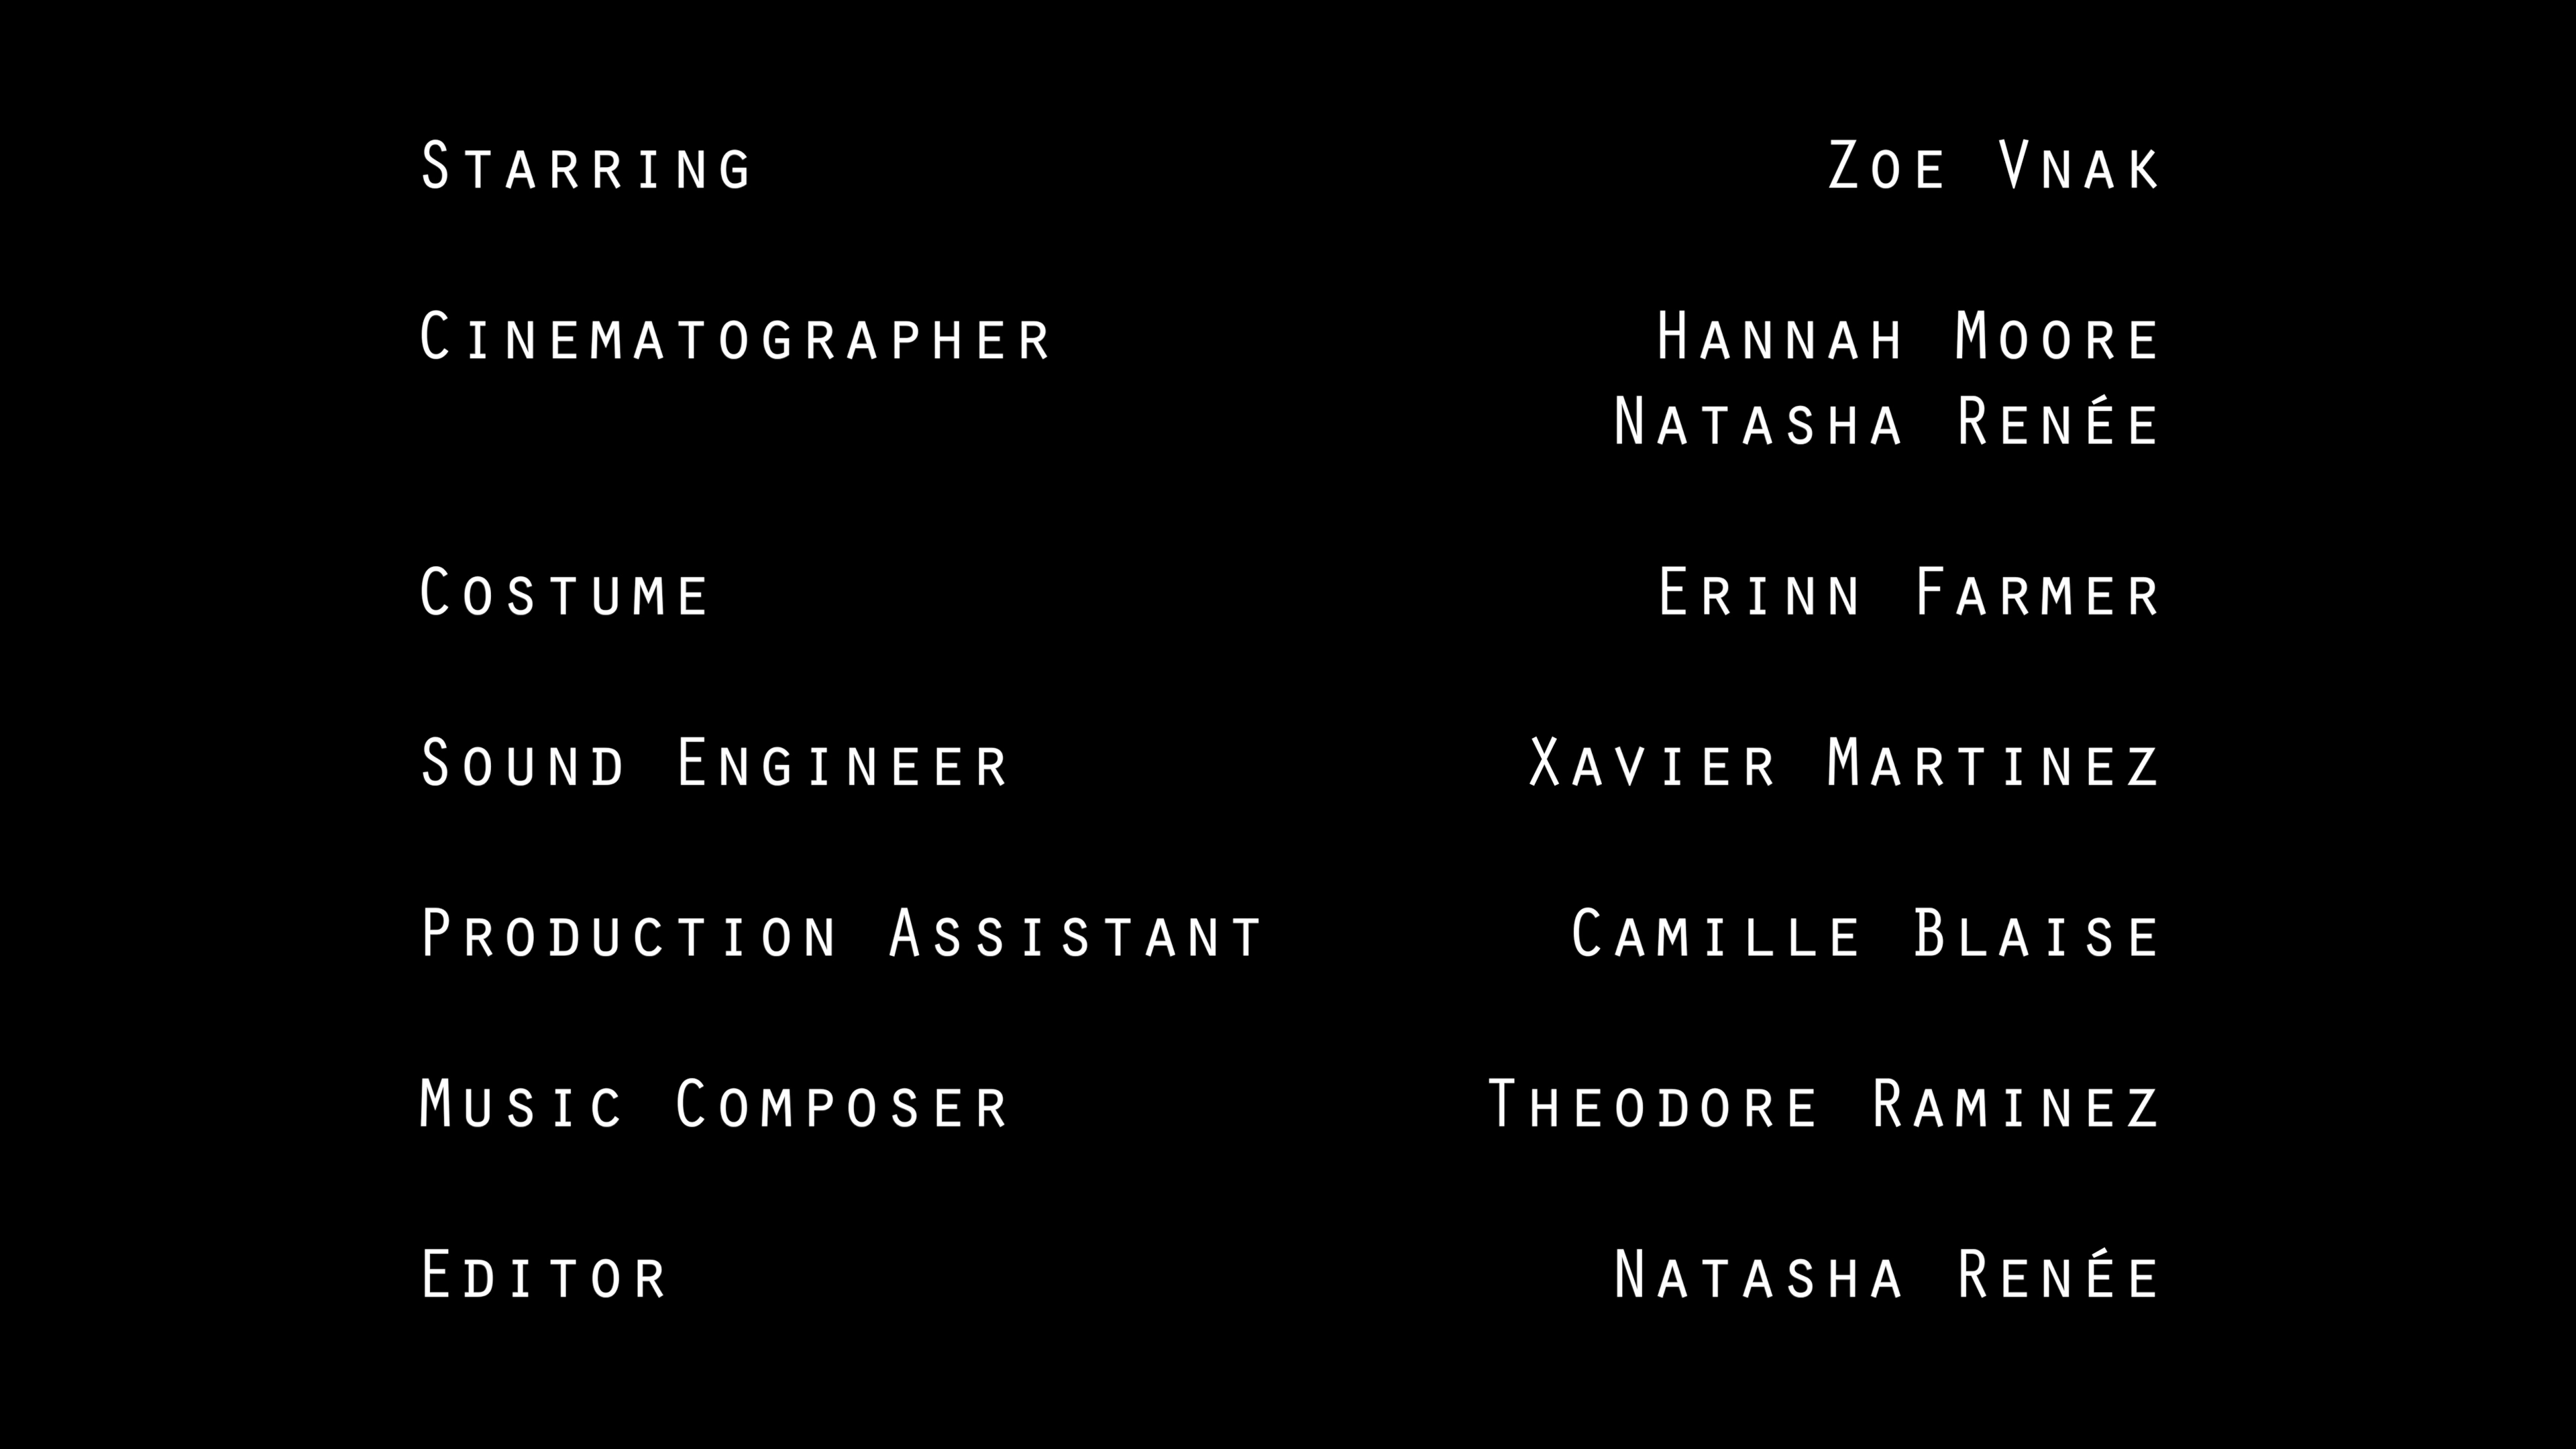 Starring Zoe Vnak
Cinematographer Hannah Moore
Natasha Renée
Costume Erinn Farmer
Sound Engineer Xavier Martinez
Production Assistant Camille Blaise
Music Composer Theodore Raminez
Editor Natasha Renée